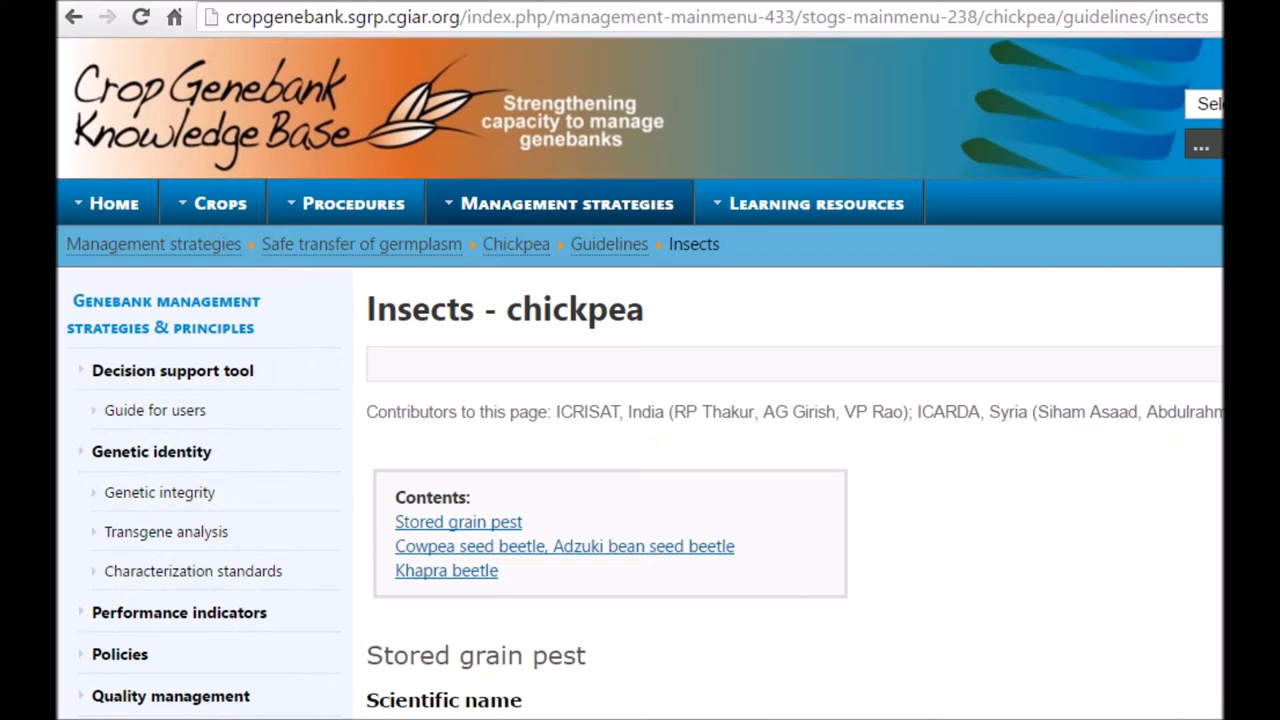 cropgenebank.sgrp.cgiar.org/index.php/management-mainmenu-433/stogs-mainmenu-238/chickpea/guidelines/insects
Crop Genebank
Knowledge Base
Strengthening
capacity to manage
genebanks
Sel
...
Home
Crops
Procedures
Management strategies
Learning resources
Management strategies Safe transfer of germplasm Chickpea Guidelines Insects
Genebank management
strategies & principles
Decision support tool
Guide for users
Genetic identity
Genetic integrity
Transgene analysis
Characterization standards
Performance indicators
Policies
Quality management
Insects - chickpea
Contributors to this page: ICRISAT, India (RP Thakur, AG Girish, VP Rao); ICARDA, Syria (Siham Asaad, Abdulrahm
Contents:
Stored grain pest
Cowpea seed beetle, Adzuki bean seed beetle
Khapra beetle
Stored grain pest
Scientific name